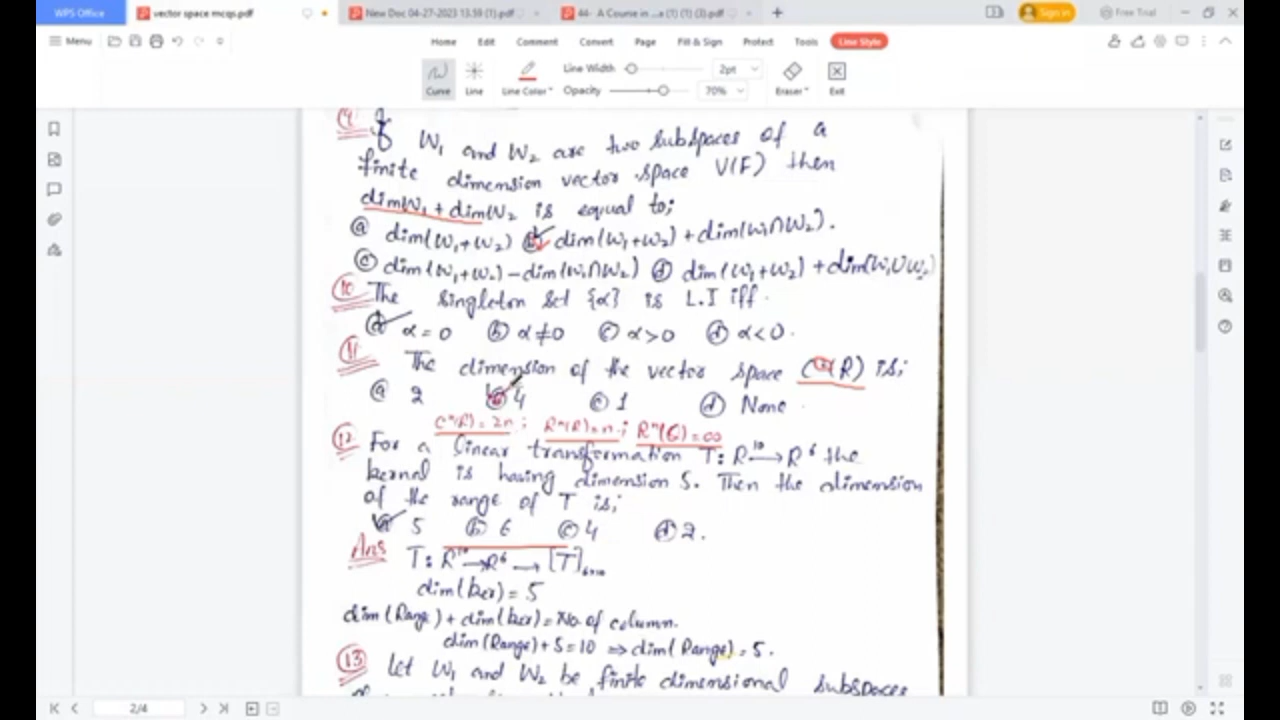 WPS Office
vector space mcqs.pdf
New Doc 04-27-2023 13.59 (1).pdf
44- A Course in ...a (1) (1) (3).pdf
Sign in
Free Trial
Menu
Home Edit Comment Convert Page Fill & Sign Protect Tools Line Style
Curve Line Line Color Line Width 2pt Opacity 70% Eraser Exit
9 If W₁ and W₂ are two subspaces of a
finite dimension vector space V(F) then
dimW₁ + dimW₂ is equal to;
ⓐ dim(W₁+W₂) ⓑ dim(W₁+W₂) + dim(W₁∩W₂).
ⓒ dim(W₁+W₂) - dim(W₁∩W₂) ⓓ dim(W₁+W₂) + dim(W₁∪W₂)
10 The singleton set {α} is L.I iff.
ⓐ α = 0 ⓑ α ≠ 0 ⓒ α > 0 ⓓ α < 0.
11 The dimension of the vector space C²(R) is;
ⓐ 2 ⓑ 4 ⓒ 1 ⓓ None.
Cⁿ(R) = 2n ; Rⁿ(R) = n ; Rⁿ(Q) = ∞
12 For a linear transformation T: R¹⁰→R⁶ the
kernal is having dimension 5. Then the dimension
of the range of T is;
ⓐ 5 ⓑ 6 ⓒ 4 ⓓ 2.
Ans T: R¹⁰→R⁶ → [T]₆ₓ₁₀
dim(ker) = 5
dim(Range) + dim(ker) = No. of column.
dim(Range) + 5 = 10 ⇒ dim(Range) = 5.
13 Let W₁ and W₂ be finite dimensional subspaces
2/4